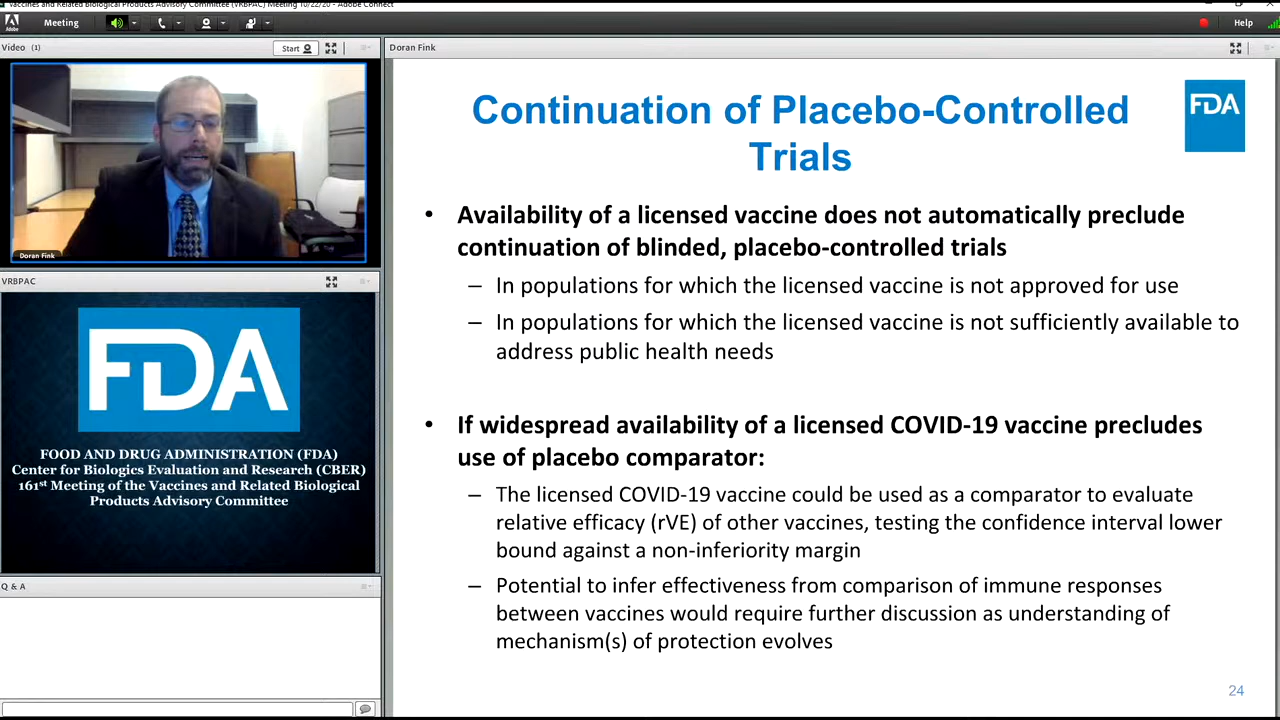 Vaccines and Related Biological Products Advisory Committee (VRBPAC) Meeting 10/22/20 - Adobe Connect
Adobe
Meeting
Help
Video (1)
Start
Doran Fink
Doran Fink
VRBPAC
FDA
FOOD AND DRUG ADMINISTRATION (FDA)
Center for Biologics Evaluation and Research (CBER)
161st Meeting of the Vaccines and Related Biological
Products Advisory Committee
Q & A
Continuation of Placebo-Controlled
Trials
FDA
• Availability of a licensed vaccine does not automatically preclude
continuation of blinded, placebo-controlled trials
– In populations for which the licensed vaccine is not approved for use
– In populations for which the licensed vaccine is not sufficiently available to
address public health needs
• If widespread availability of a licensed COVID-19 vaccine precludes
use of placebo comparator:
– The licensed COVID-19 vaccine could be used as a comparator to evaluate
relative efficacy (rVE) of other vaccines, testing the confidence interval lower
bound against a non-inferiority margin
– Potential to infer effectiveness from comparison of immune responses
between vaccines would require further discussion as understanding of
mechanism(s) of protection evolves
24